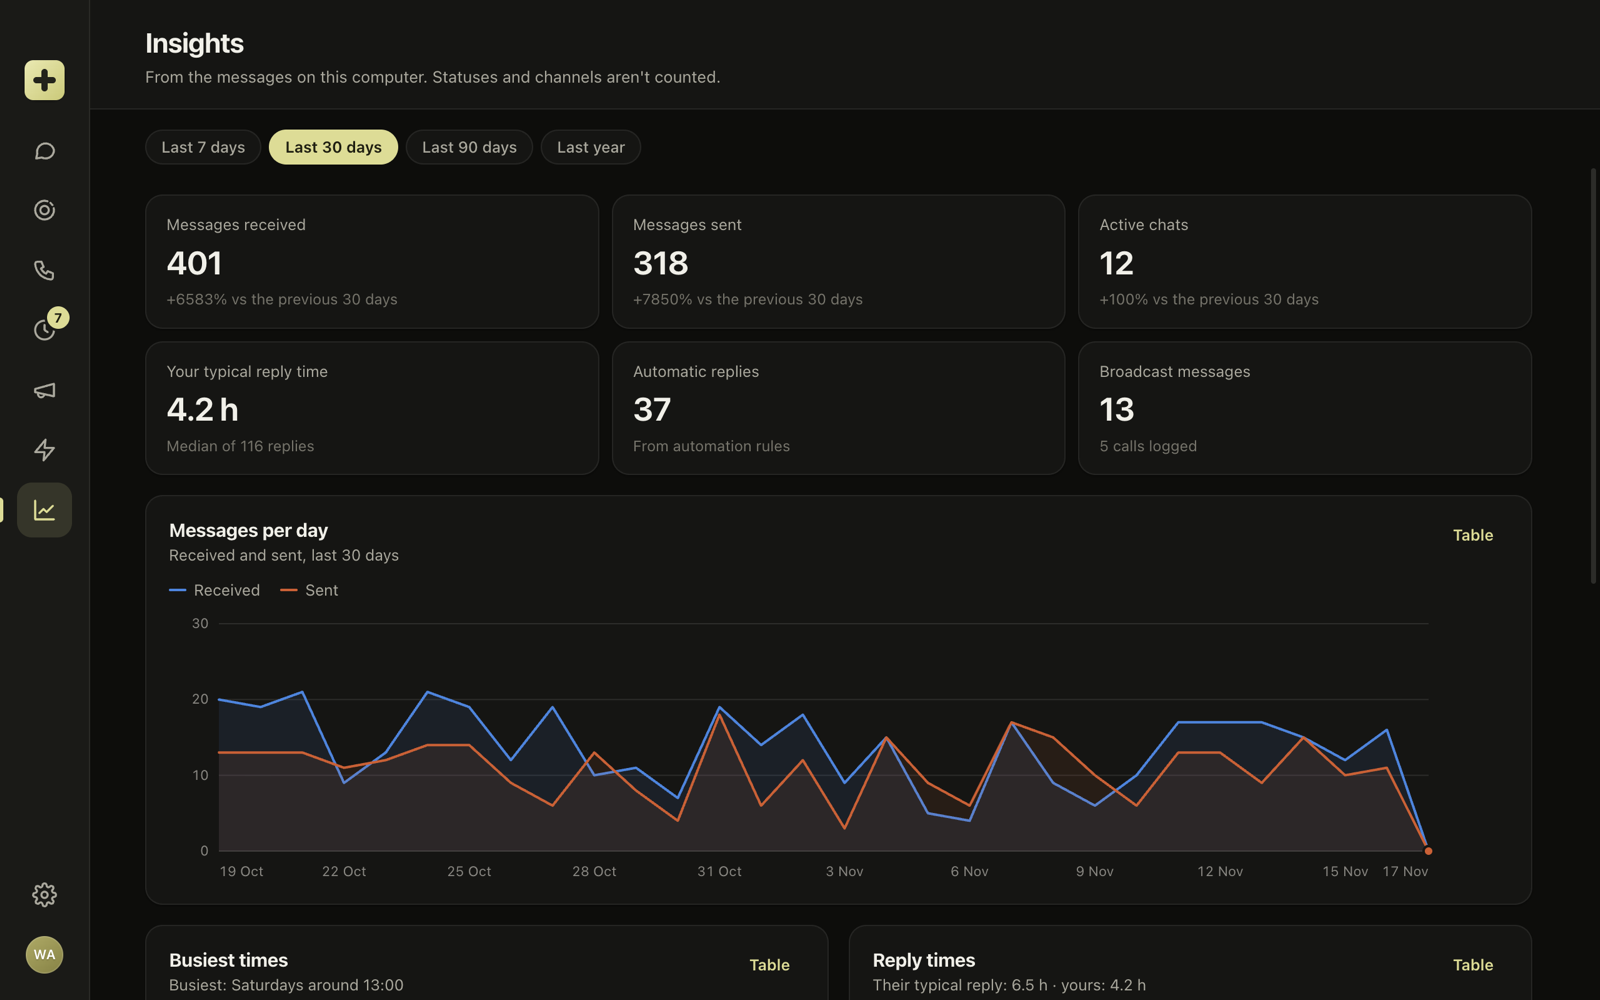 Insights
From the messages on this computer. Statuses and channels aren't counted.
Last 7 days
Last 30 days
Last 90 days
Last year
Messages received
401
+6583% vs the previous 30 days
Messages sent
318
+7850% vs the previous 30 days
Active chats
12
+100% vs the previous 30 days
7
Your typical reply time
4.2 h
Median of 116 replies
Automatic replies
37
From automation rules
Broadcast messages
13
5 calls logged
Messages per day
Table
Received and sent, last 30 days
Received
Sent
30
20
10
0
19 Oct
22 Oct
25 Oct
28 Oct
31 Oct
3 Nov
6 Nov
9 Nov
12 Nov
15 Nov
17 Nov
WA
Busiest times
Table
Busiest: Saturdays around 13:00
Reply times
Table
Their typical reply: 6.5 h · yours: 4.2 h